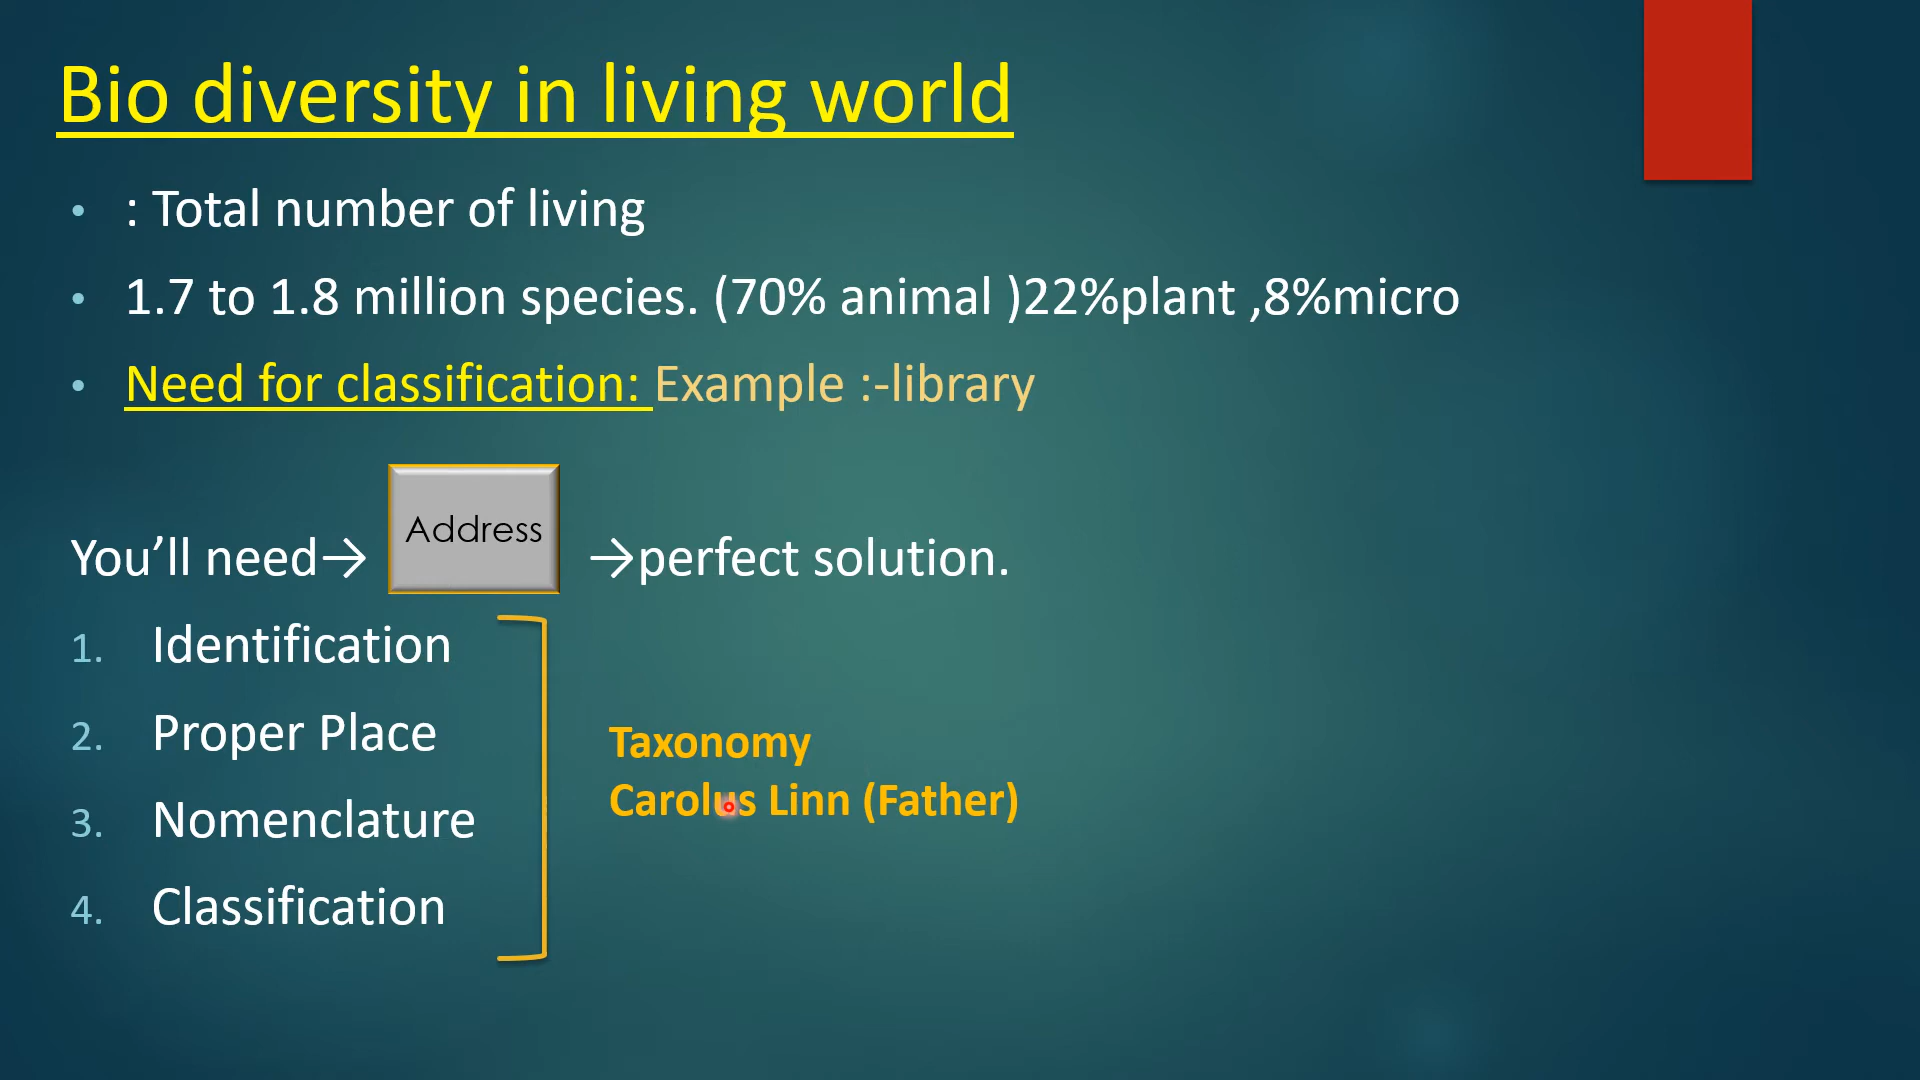 Bio diversity in living world
• : Total number of living
• 1.7 to 1.8 million species. (70% animal )22%plant ,8%micro
• Need for classification: Example :-library
You’ll need→ Address →perfect solution.
1. Identification
2. Proper Place
3. Nomenclature
4. Classification
Taxonomy
Carolus Linn (Father)